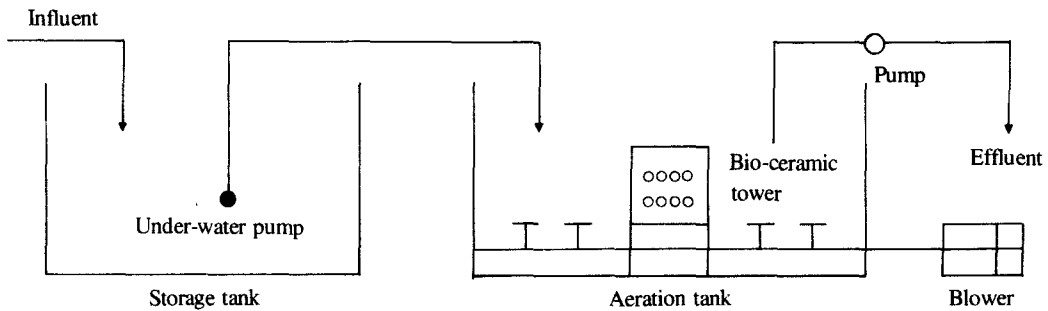 Influent
Pump
Bio-ceramic
tower
Effluent
Under-water pump
Storage tank
Aeration tank
Blower